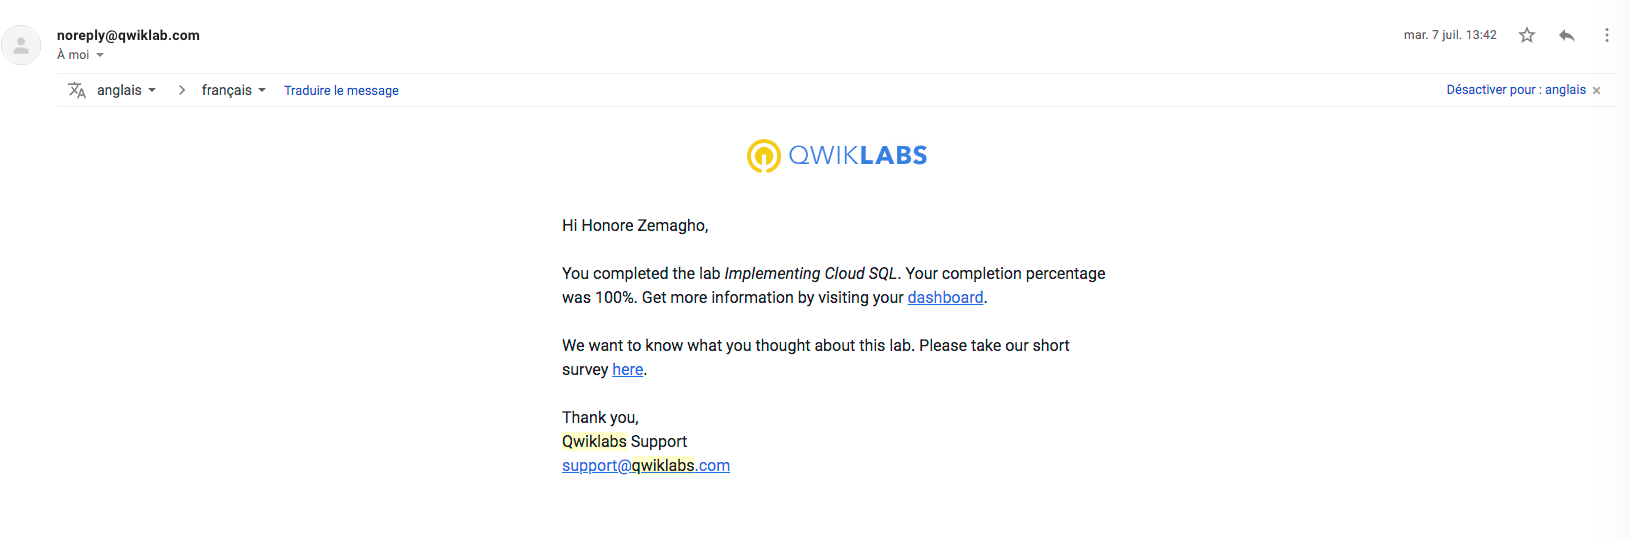 noreply@qwiklab.com
mar. 7 juil. 13:42
À moi
anglais
français
Traduire le message
Désactiver pour : anglais
QWIKLABS
Hi Honore Zemagho,
You completed the lab Implementing Cloud SQL. Your completion percentage
was 100%. Get more information by visiting your dashboard.
We want to know what you thought about this lab. Please take our short
survey here.
Thank you,
Qwiklabs Support
support@qwiklabs.com